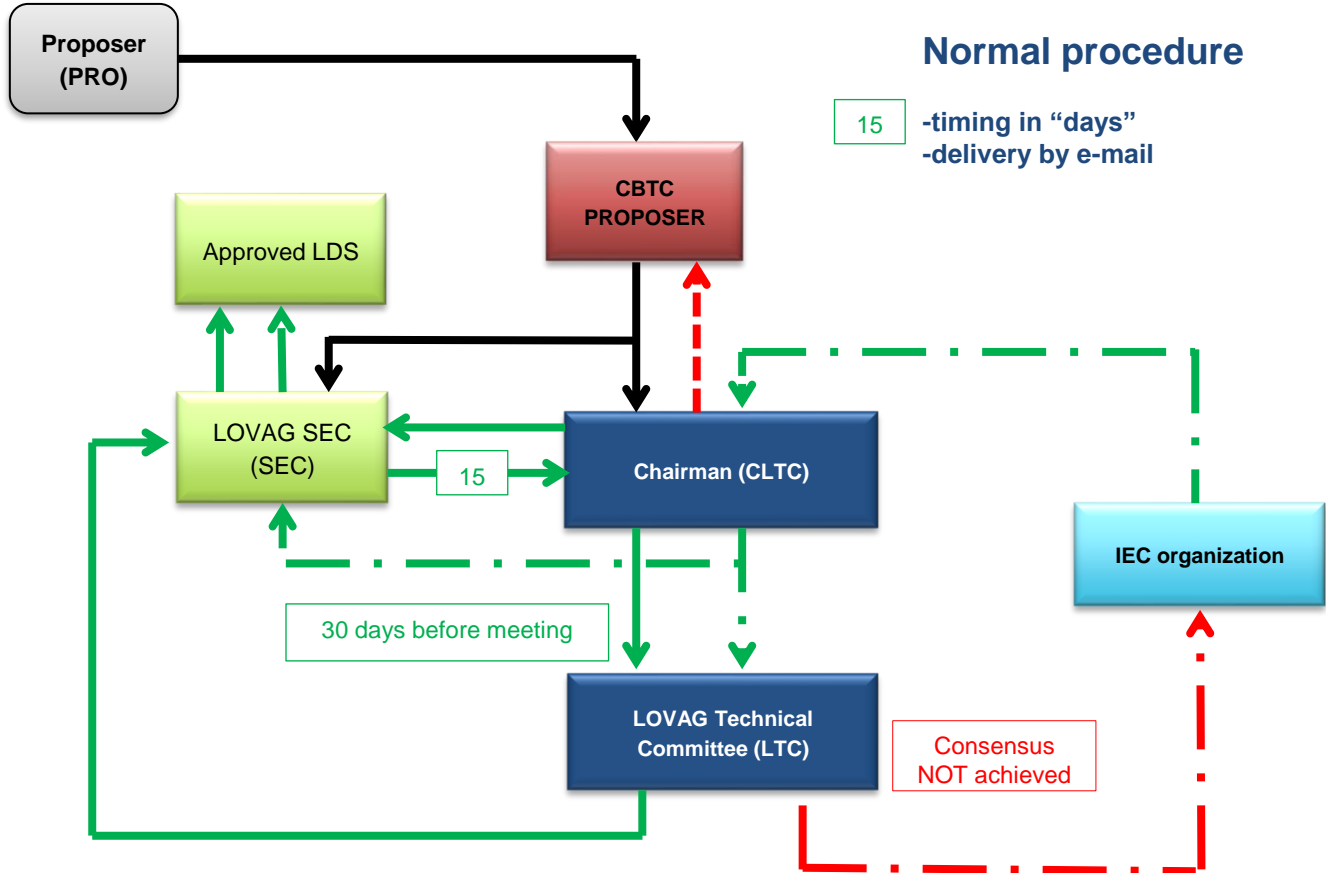 Proposer
(PRO)
Normal procedure
15
-timing in “days”
-delivery by e-mail
CBTC
PROPOSER
Approved LDS
LOVAG SEC
(SEC)
15
Chairman (CLTC)
IEC organization
30 days before meeting
LOVAG Technical
Committee (LTC)
Consensus
NOT achieved